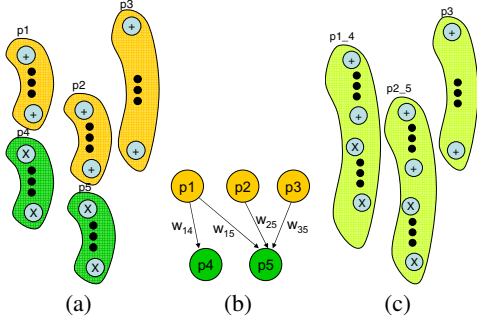 p1
+
+
p2
+
+
p3
+
+
p4
X
X
p5
X
X
(a)
p1 p2 p3
w14 w15 w25 w35
p4 p5
(b)
p1_4
+
+
X
X
p2_5
+
+
X
X
p3
+
+
(c)